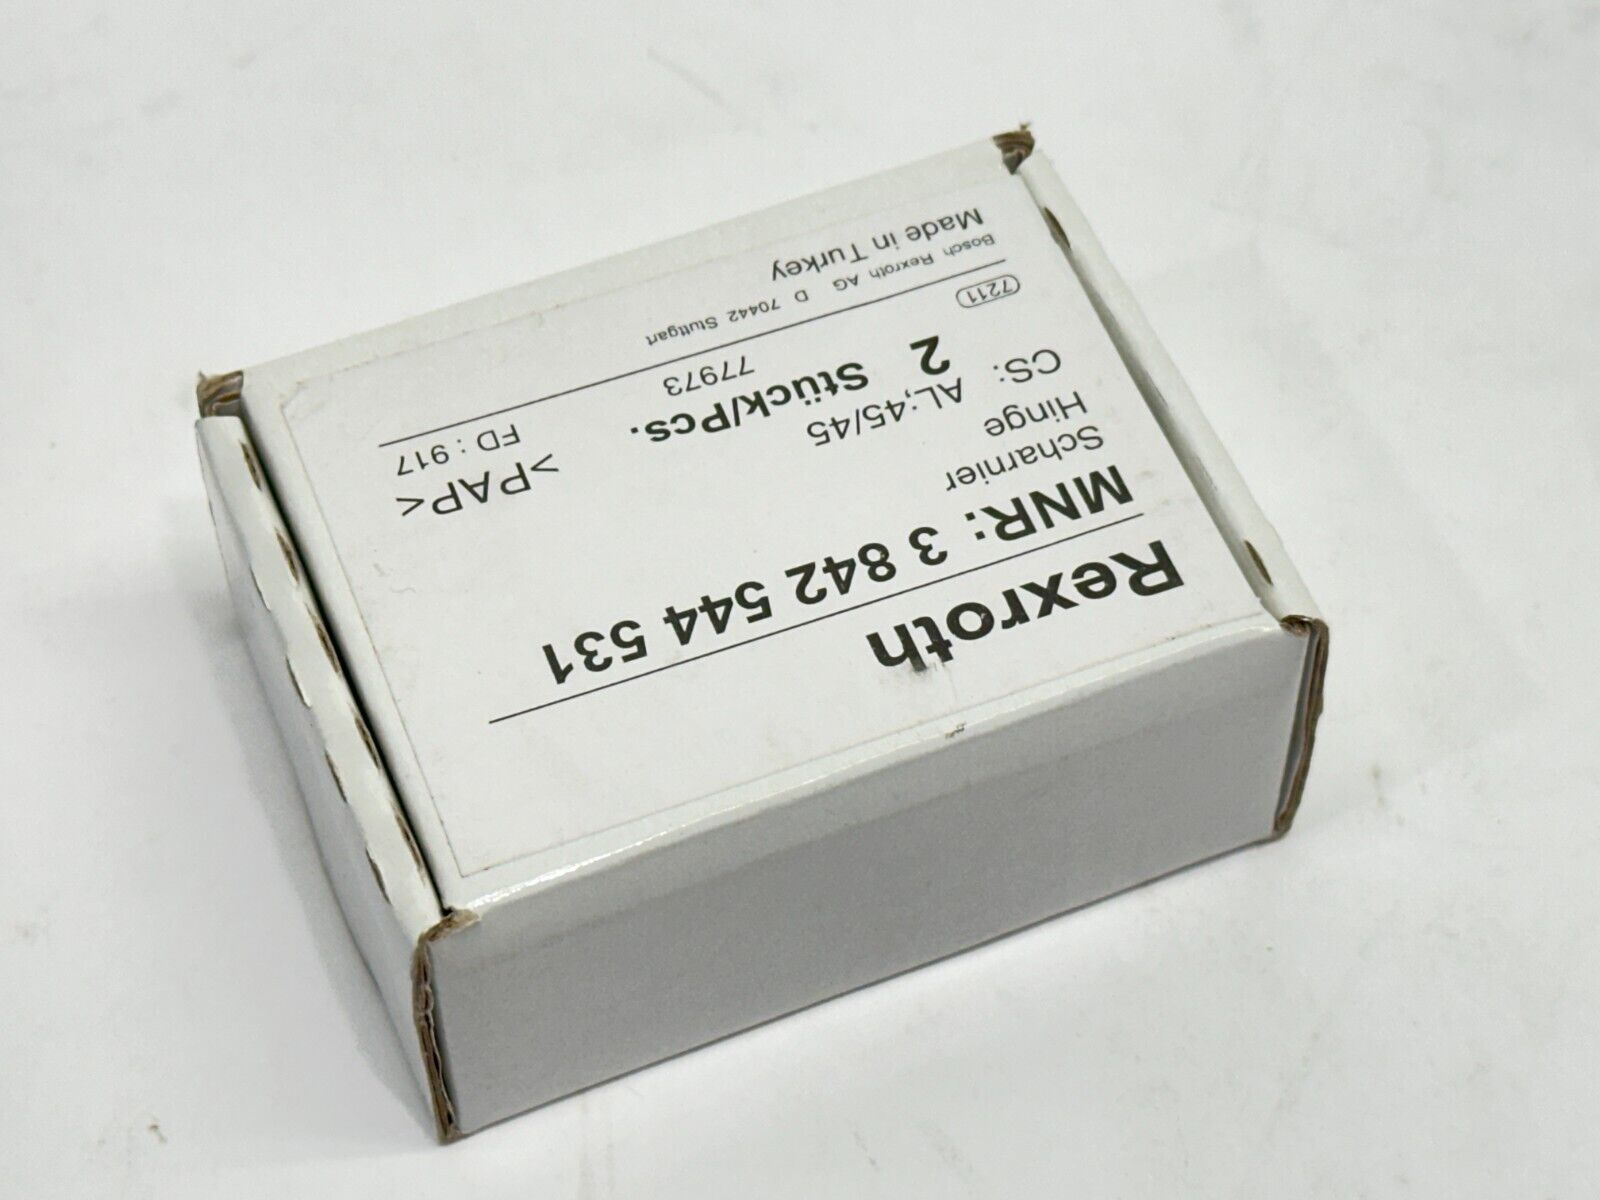 Rexroth
MNR: 3 842 544 531
Scharnier
Hinge
AL;45/45
>PAP<
CS: 2 Stück/Pcs.
77973 FD : 917
7211 Bosch Rexroth AG D 70442 Stuttgart
Made in Turkey